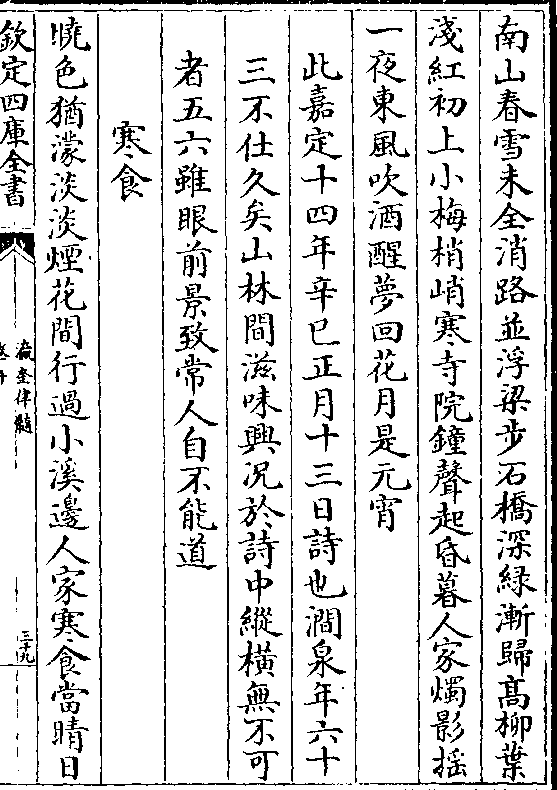 南山春雪未全消路並浮梁步石橋深緑漸歸髙柳葉
淺紅初上小梅梢峭寒寺院鐘聲起昏暮人家燭影揺
一夜東風吹酒醒夢回花月是元宵
此嘉定十四年辛巳正月十三日詩也澗泉年六十
三不仕久矣山林間滋味興况於詩中縱横無不可
者五六雖眼前景致常人自不能道
寒食
曉色猶濛淡淡煙花間行過小溪邊人家寒食當晴日
欽定四庫全書
瀛奎律髓
三十九